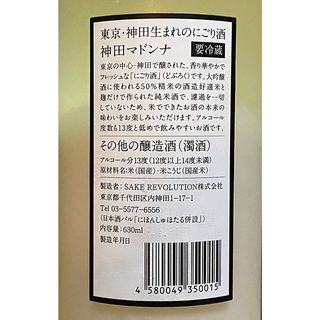 東京・神田生まれのにごり酒
神田マドンナ 要冷蔵
東京の中心・神田で醸された、香り華やかで
フレッシュな「にごり酒」(どぶろく)です。大吟醸
酒に使われる50%精米の酒造好適米と
麹だけで作られた純米酒で、濾過を一切
していないため、米でできたお酒の本来の
味わいをお楽しみいただけます。アルコール
度数も13度と低めで飲みやすいお酒です。
その他の醸造酒(濁酒)
アルコール分13度(12度以上14度未満)
原材料名:米(国産)・米こうじ(国産米)
製造者:SAKE REVOLUTION株式会社
東京都千代田区内神田1-17-1
TEL 03-5577-6556
(日本酒バル「にほんしゅほたる併設」)
内容量:630ml
製造年月日
4 580049 350015